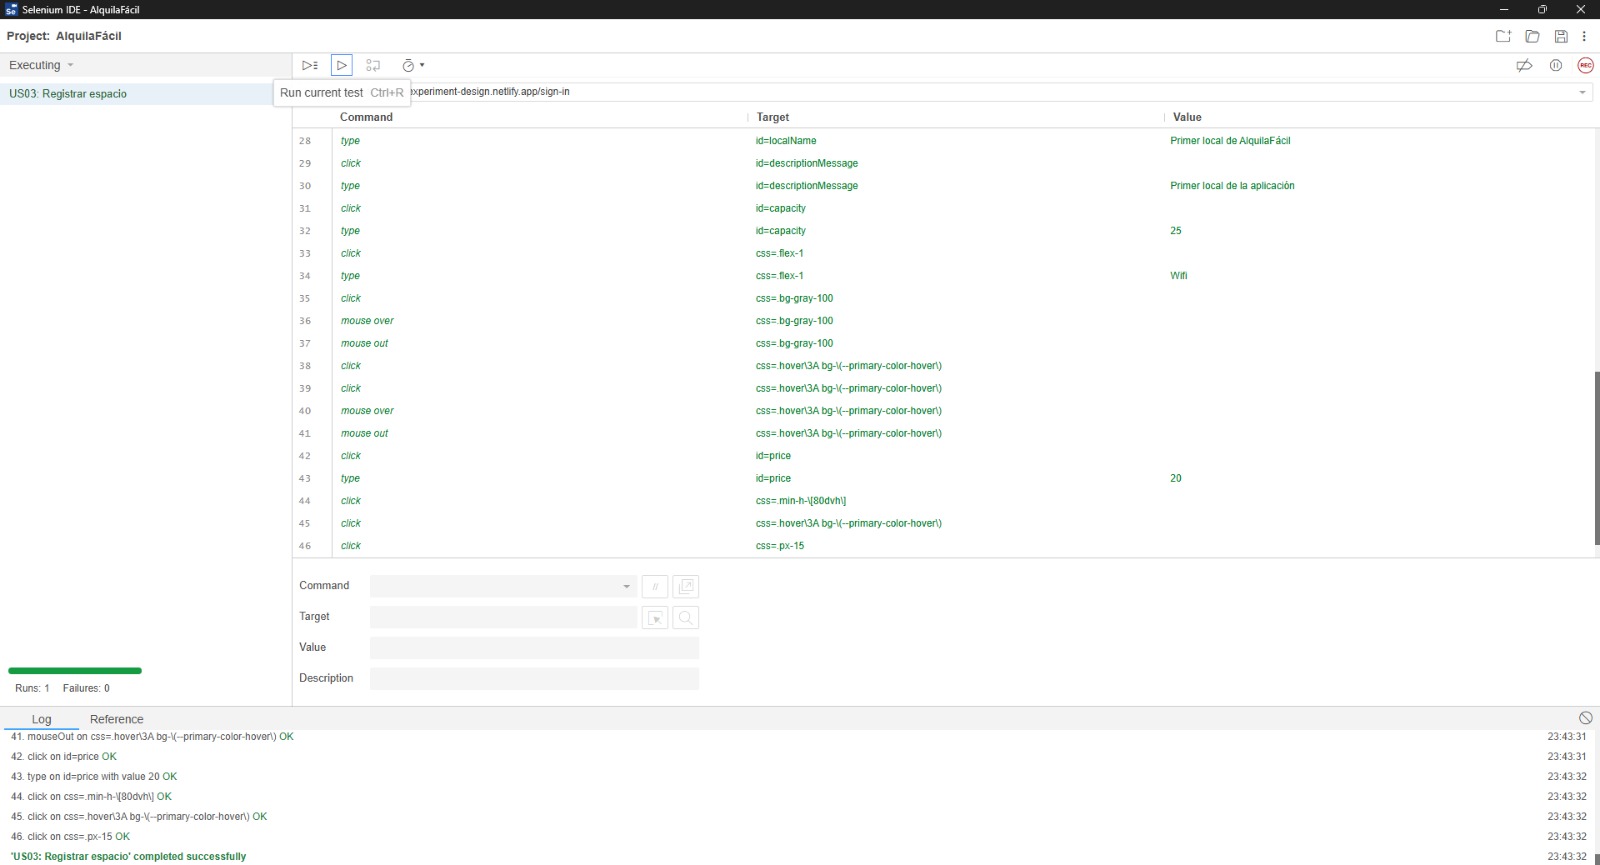 Selenium IDE - AlquilaFácil
Project: AlquilaFácil
Executing
US03: Registrar espacio
Run current test Ctrl+R
experiment-design.netlify.app/sign-in
REC
Command Target Value
28 type id=localName Primer local de AlquilaFácil
29 click id=descriptionMessage
30 type id=descriptionMessage Primer local de la aplicación
31 click id=capacity
32 type id=capacity 25
33 click css=.flex-1
34 type css=.flex-1 Wifi
35 click css=.bg-gray-100
36 mouse over css=.bg-gray-100
37 mouse out css=.bg-gray-100
38 click css=.hover\3A bg-\(--primary-color-hover\)
39 click css=.hover\3A bg-\(--primary-color-hover\)
40 mouse over css=.hover\3A bg-\(--primary-color-hover\)
41 mouse out css=.hover\3A bg-\(--primary-color-hover\)
42 click id=price
43 type id=price 20
44 click css=.min-h-\[80dvh\]
45 click css=.hover\3A bg-\(--primary-color-hover\)
46 click css=.px-15
Command
//
Target
Value
Description
Runs: 1 Failures: 0
Log Reference
41. mouseOut on css=.hover\3A bg-\(--primary-color-hover\) OK 23:43:31
42. click on id=price OK 23:43:31
43. type on id=price with value 20 OK 23:43:32
44. click on css=.min-h-\[80dvh\] OK 23:43:32
45. click on css=.hover\3A bg-\(--primary-color-hover\) OK 23:43:32
46. click on css=.px-15 OK 23:43:32
'US03: Registrar espacio' completed successfully 23:43:32